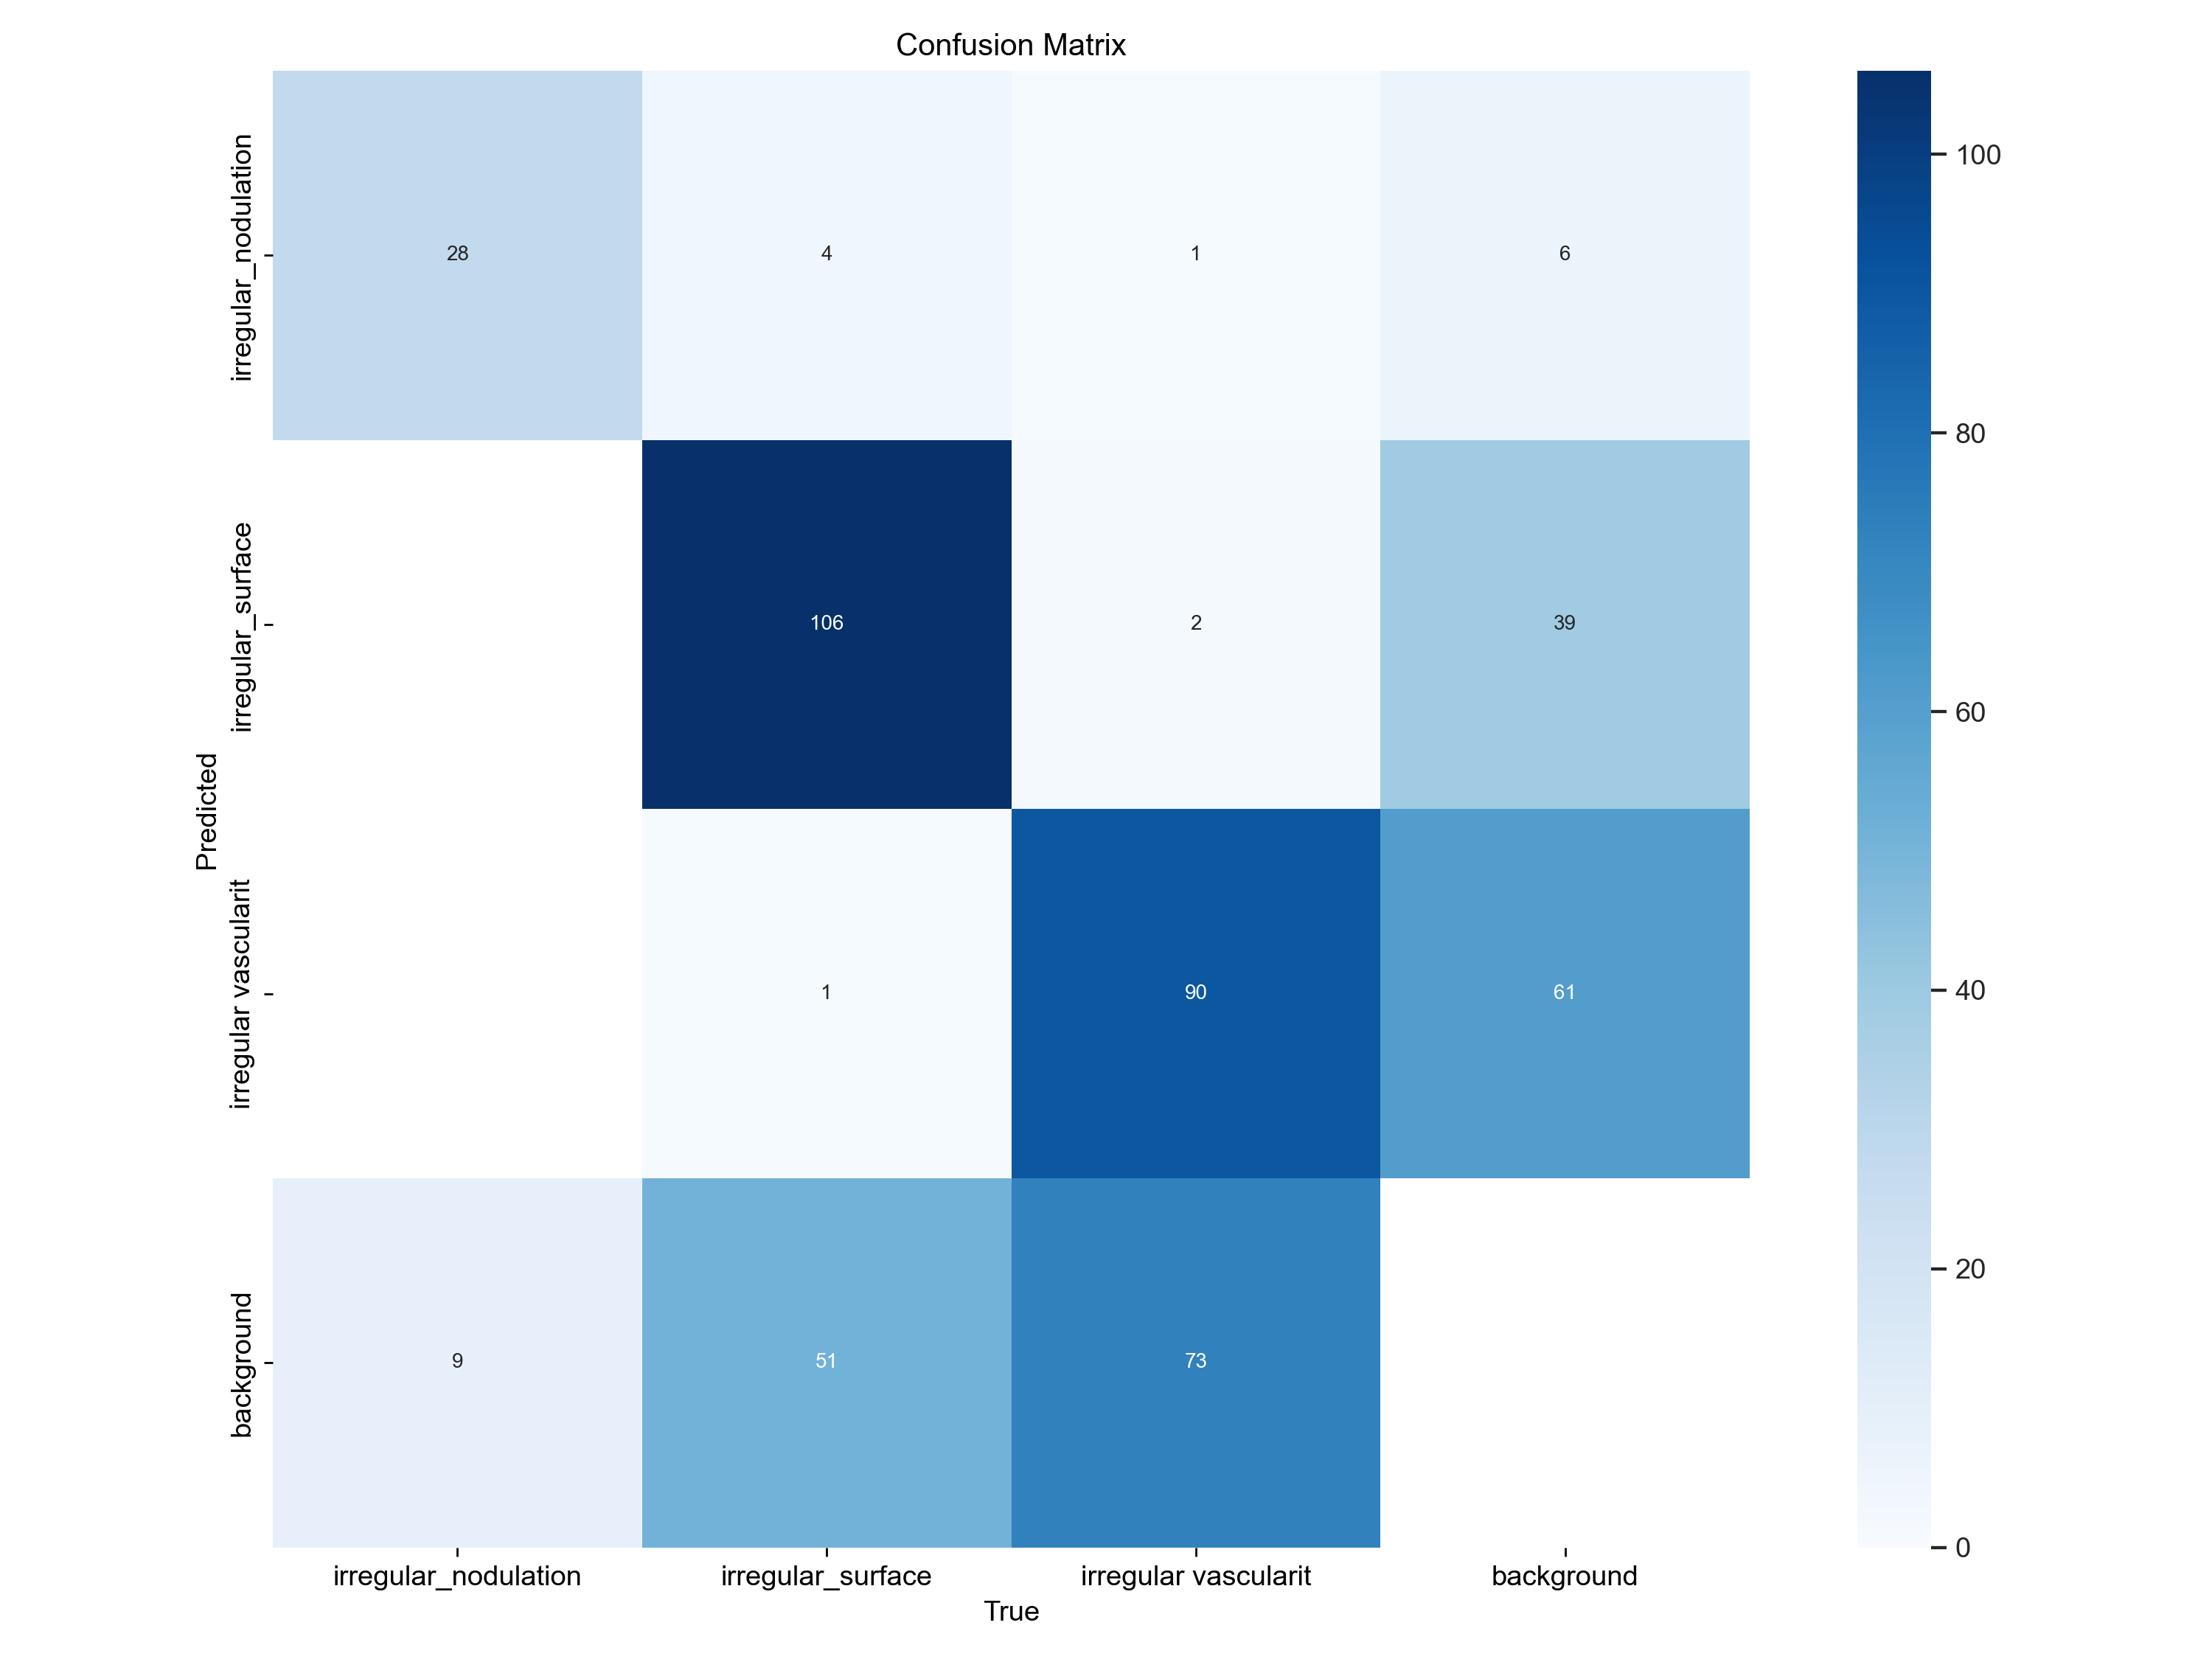 Confusion Matrix
irregular_nodulation
28
4
1
6
irregular_surface
106
2
39
irregular vascularit
1
90
61
background
9
51
73
Predicted
irregular_nodulation
irregular_surface
irregular vascularit
background
True
100
80
60
40
20
0